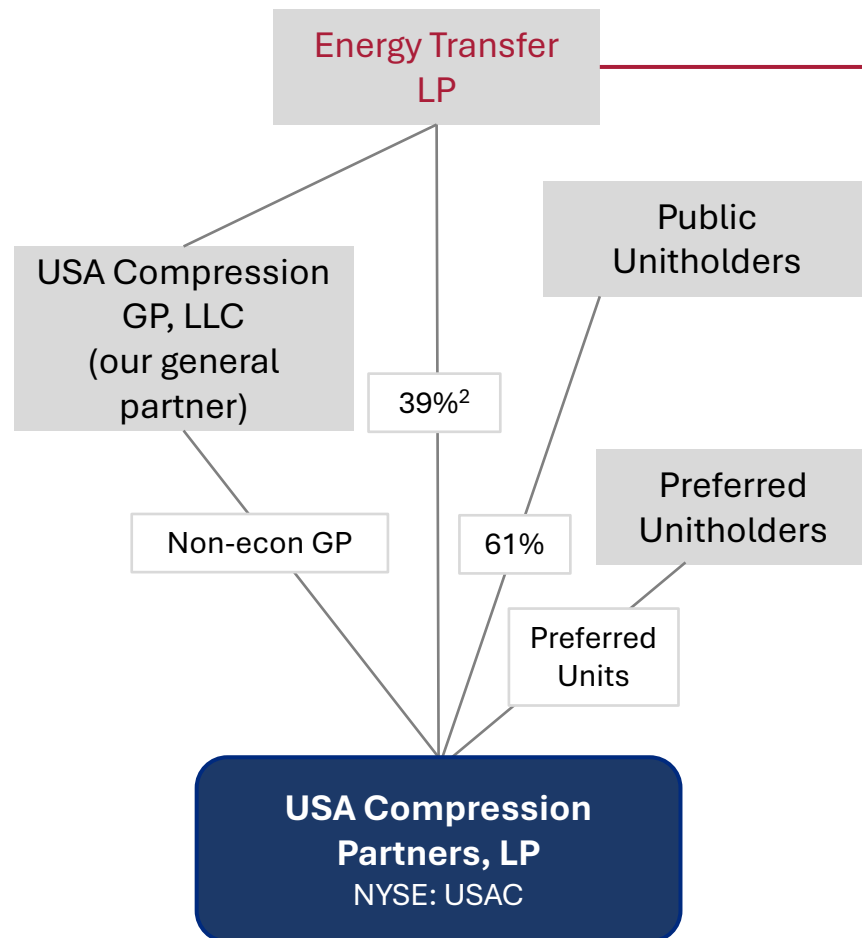 Energy Transfer
LP
Public
Unitholders
USA Compression
GP, LLC
(our general
partner)
39%²
Preferred
Unitholders
Non-econ GP
61%
Preferred
Units
USA Compression
Partners, LP
NYSE: USAC